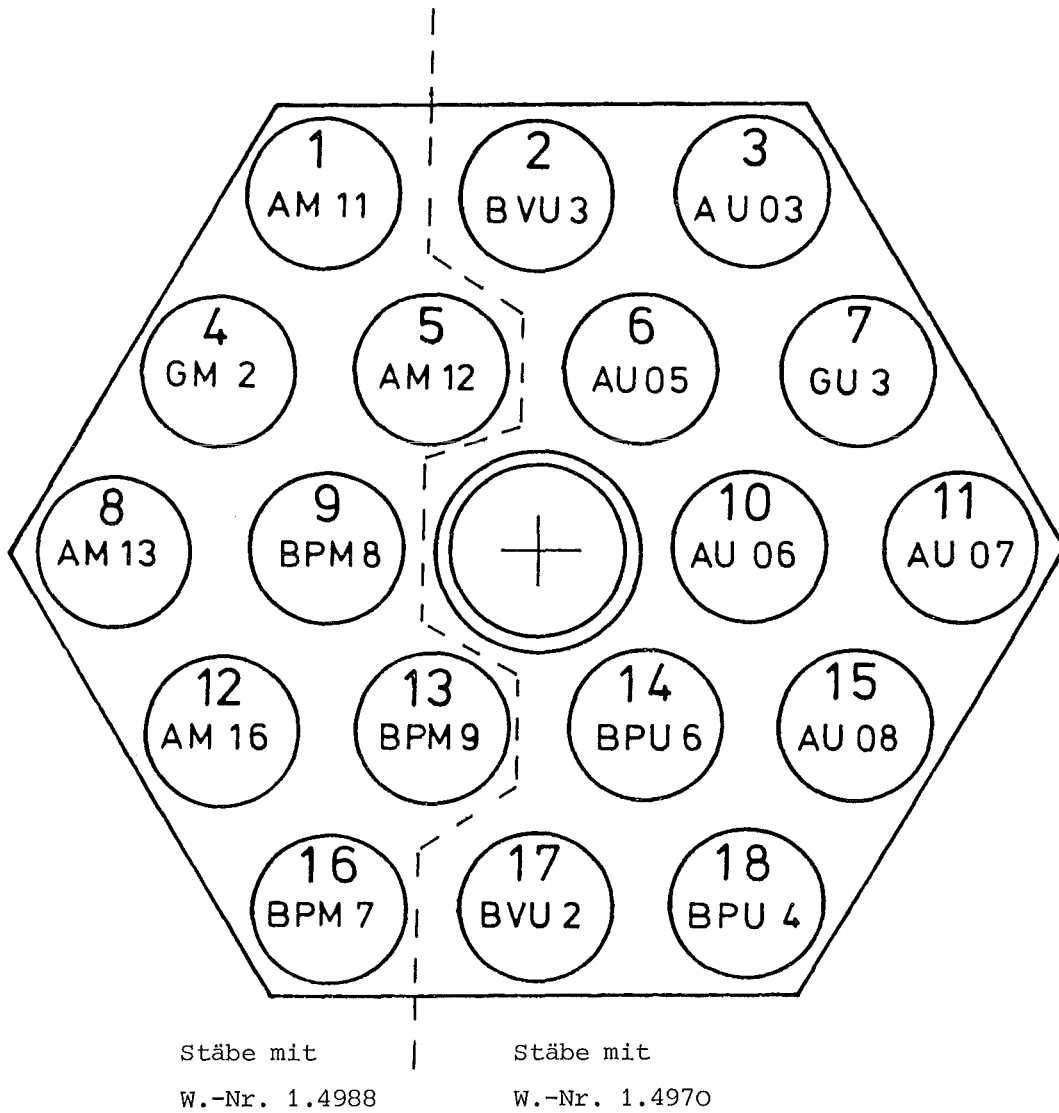 1
AM 11
2
BVU 3
3
AU 03
4
GM 2
5
AM 12
6
AU 05
7
GU 3
8
AM 13
9
BPM 8
10
AU 06
11
AU 07
12
AM 16
13
BPM 9
14
BPU 6
15
AU 08
16
BPM 7
17
BVU 2
18
BPU 4
Stäbe mit
W.-Nr. 1.4988
Stäbe mit
W.-Nr. 1.4970